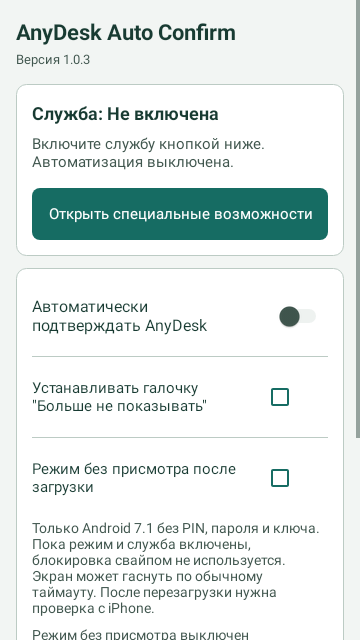 AnyDesk Auto Confirm
Версия 1.0.3
Служба: Не включена
Включите службу кнопкой ниже.
Автоматизация выключена.
Открыть специальные возможности
Автоматически
подтверждать AnyDesk
Устанавливать галочку
"Больше не показывать"
Режим без присмотра после
загрузки
Только Android 7.1 без PIN, пароля и ключа.
Пока режим и служба включены,
блокировка свайпом не используется.
Экран может гаснуть по обычному
таймауту. После перезагрузки нужна
проверка с iPhone.
Режим без присмотра выключен